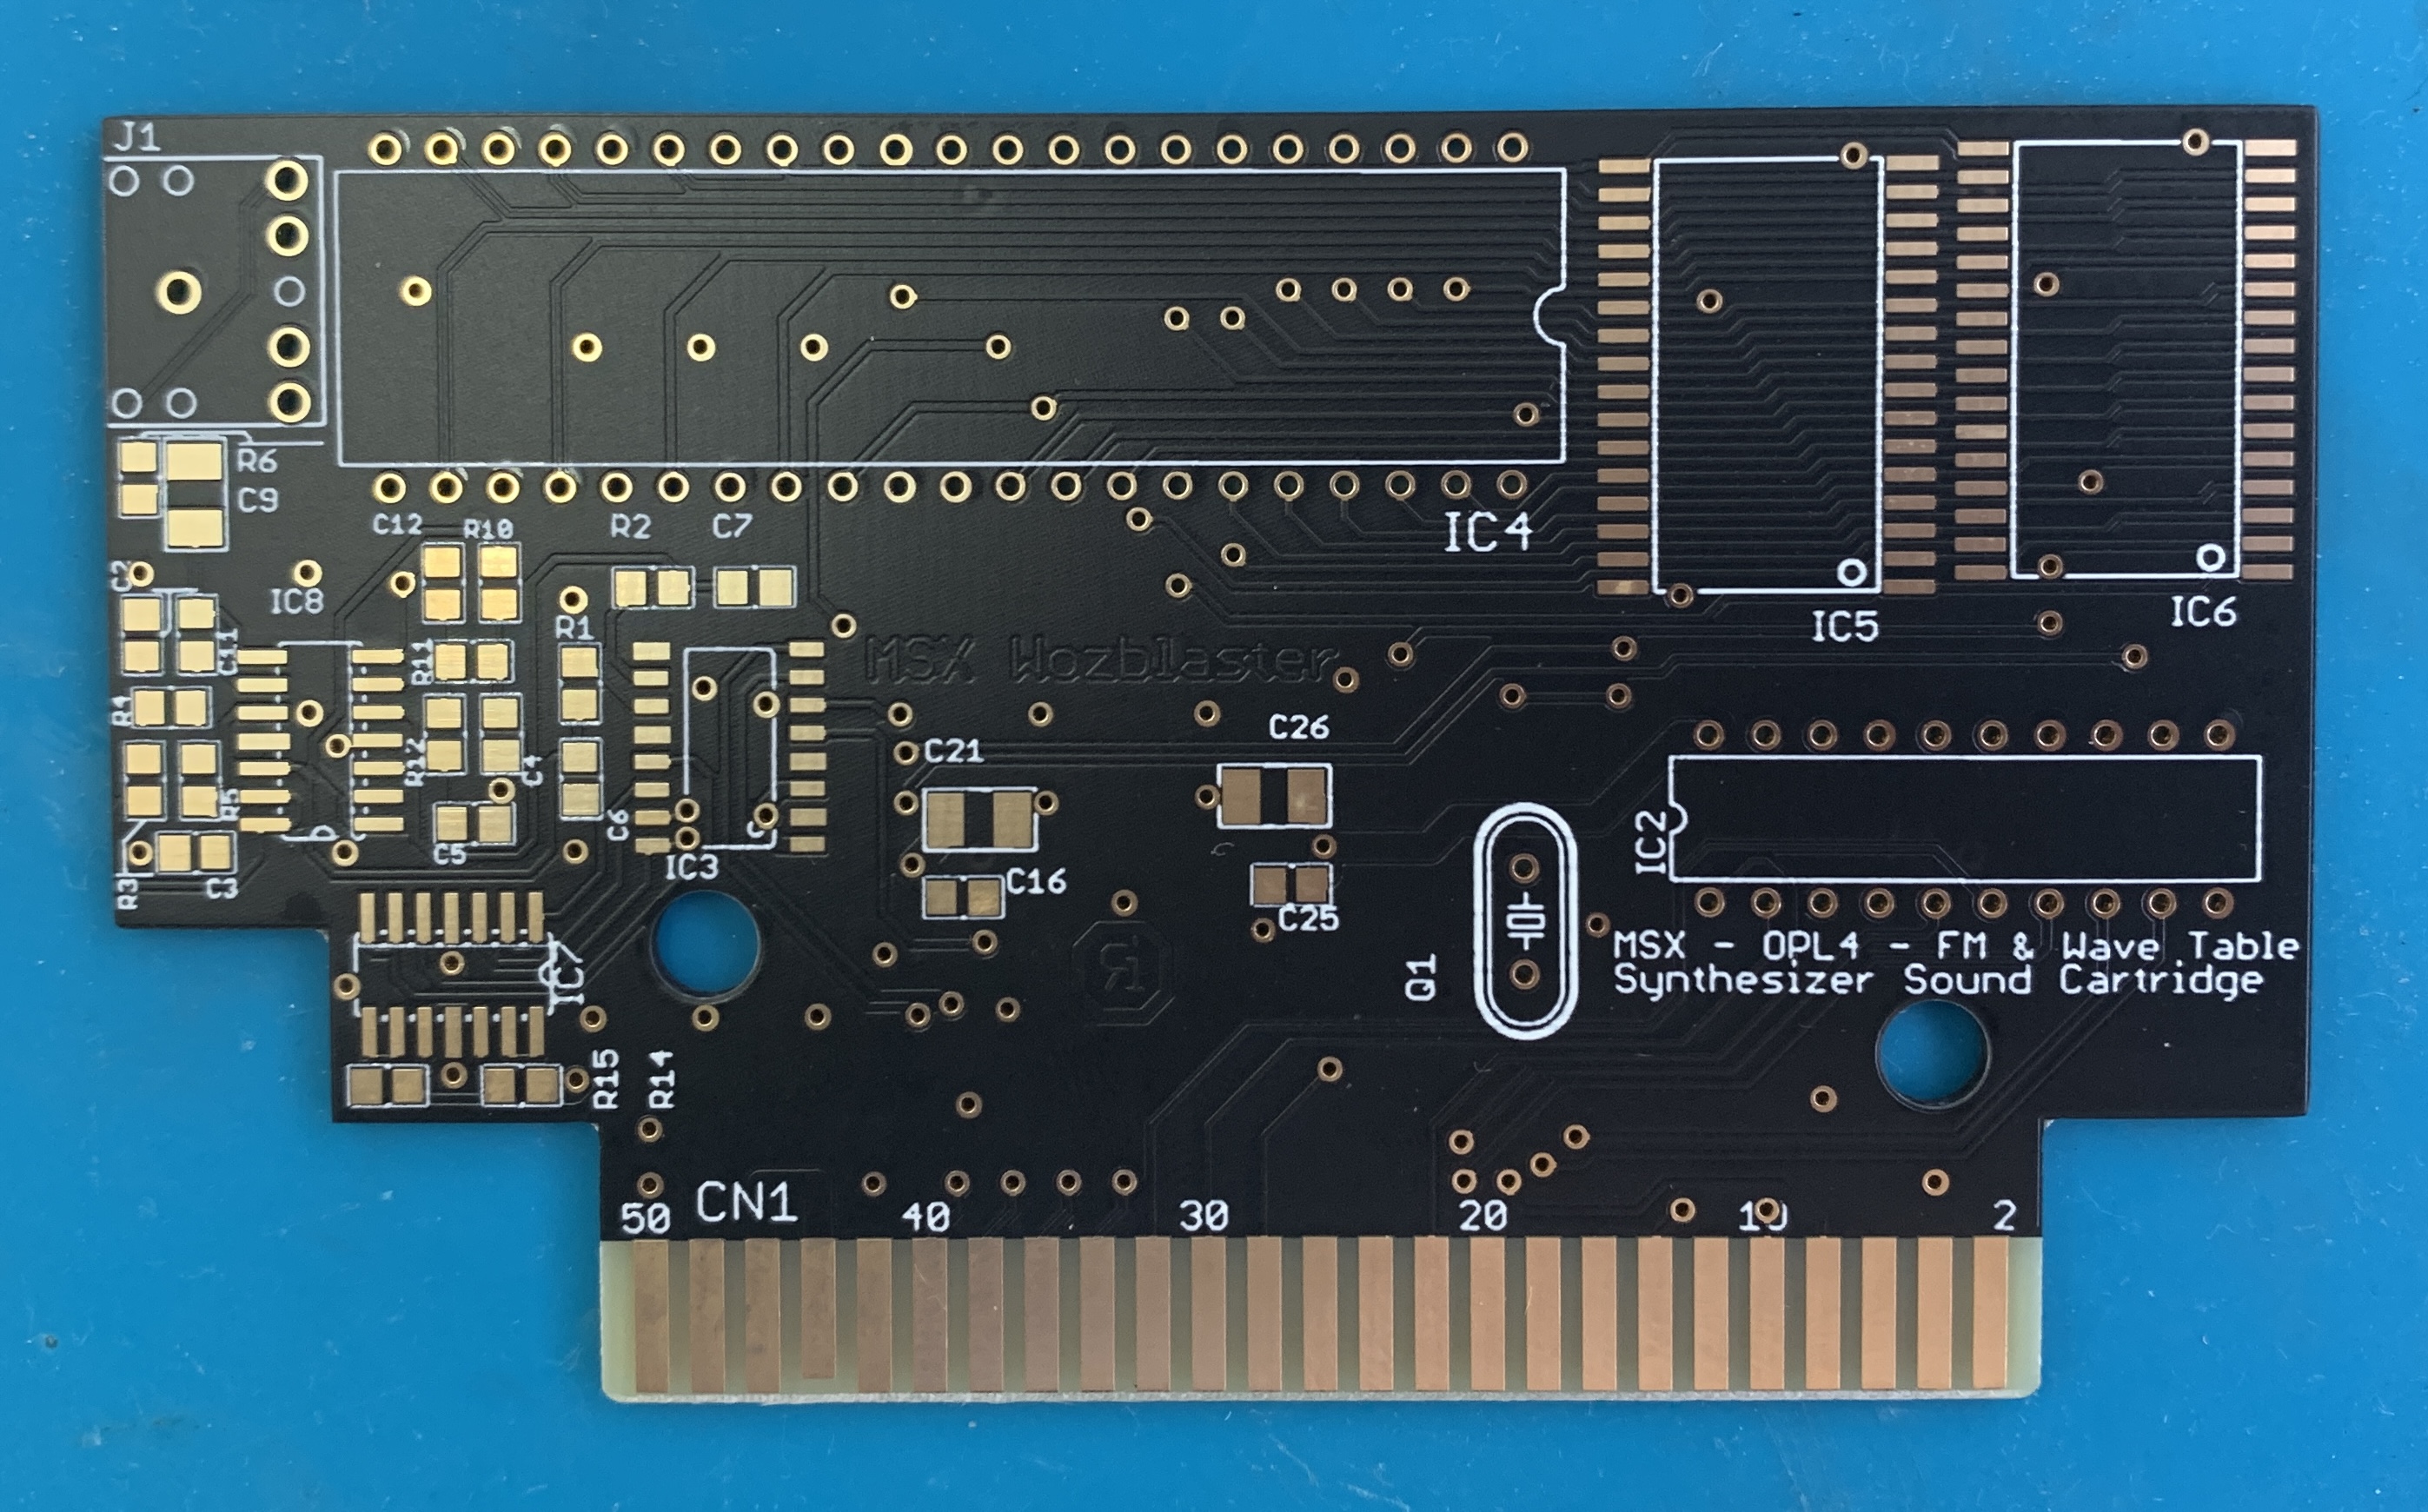 J1
R6
C9
C12 R10 R2 C7
IC4
C2
IC8
R1
IC5 IC6
C11 R11
MSX Wozblaster
R4
C21 C26
R12 C4
R5
C6
IC2
C5
IC3
R3 C3
C16
C25
IC7
Q1
MSX - OPL4 - FM & Wave Table
Synthesizer Sound Cartridge
R15 R14
CN1
50 40 30 20 10 2